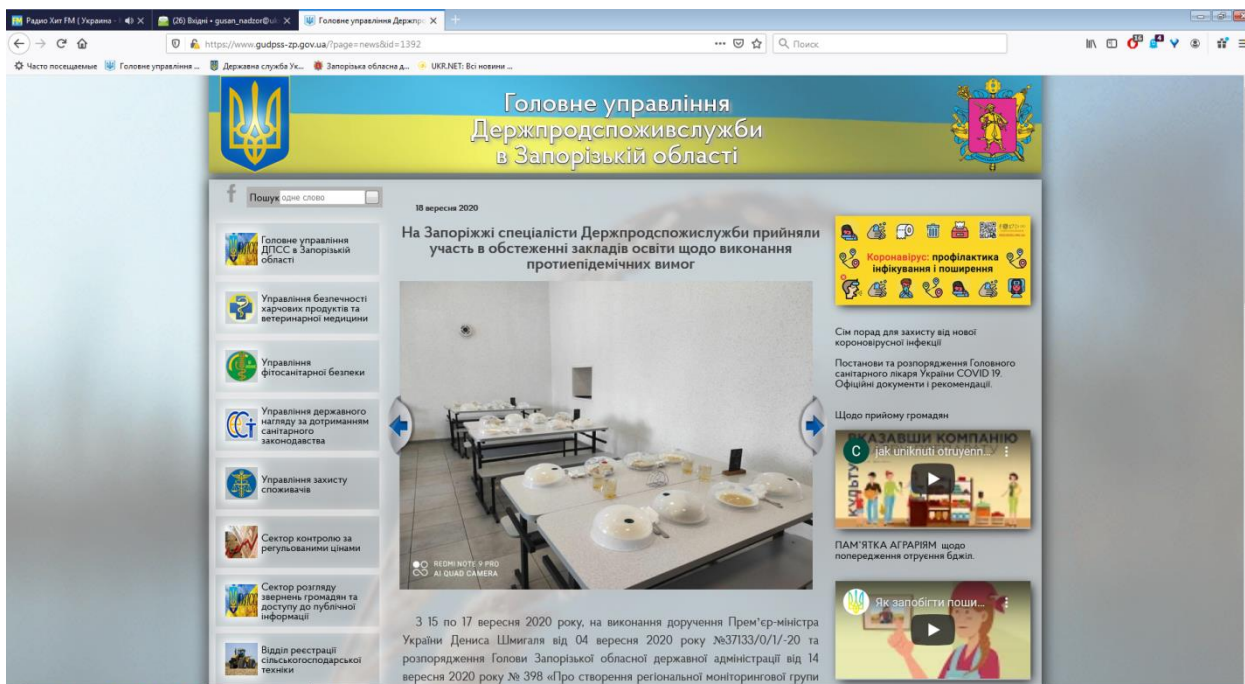 Радио Хит FM ( Украина -
(26) Вхідні • gusan_nadzor@u
Головне управління Держпро
https://www.gudpss-zp.gov.ua/?page=news&id=1392
Поиск
Часто посещаемые
Головне управління ...
Державна служба Ук...
Запорізька обласна д...
UKR.NET: Всі новини ...
Головне управління
Держпродспоживслужби
в Запорізькій області
Пошук
одне слово
Головне управління
ДПСС в Запорізькій
області
Управління безпечності
харчових продуктів та
ветеринарної медицини
Управління
фітосанітарної безпеки
Управління державного
нагляду за дотриманням
санітарного
законодавства
Управління захисту
споживачів
Сектор контролю за
регульованими цінами
Сектор розгляду
звернень громадян та
доступу до публічної
інформації
Відділ реєстрації
сільськогосподарської
техніки
18 вересня 2020
На Запоріжжі спеціалісти Держпродспожислужби прийняли
участь в обстеженні закладів освіти щодо виконання
протиепідемічних вимог
REDMI NOTE 9 PRO
AI QUAD CAMERA
З 15 по 17 вересня 2020 року, на виконання доручення Прем'єр-міністра
України Дениса Шмигаля від 04 вересня 2020 року №37133/0/1/-20 та
розпорядження Голови Запорізької обласної державної адміністрації від 14
вересня 2020 року № 398 «Про створення регіональної моніторингової групи
Коронавірус: профілактика
інфікування і поширення
Сім порад для захисту від нової
короновірусної інфекції
Постанови та розпорядження Головного
санітарного лікаря України COVID 19.
Офіційні документи і рекомендації.
Щодо прийому громадян
ВКАЗАВШИ КОМПАНІЮ
C
jak uniknuti otruyenn...
КУЛЬТУ
ПАМ'ЯТКА АГРАРІЯМ щодо
попередження отруєння бджіл.
Як запобігти поши...